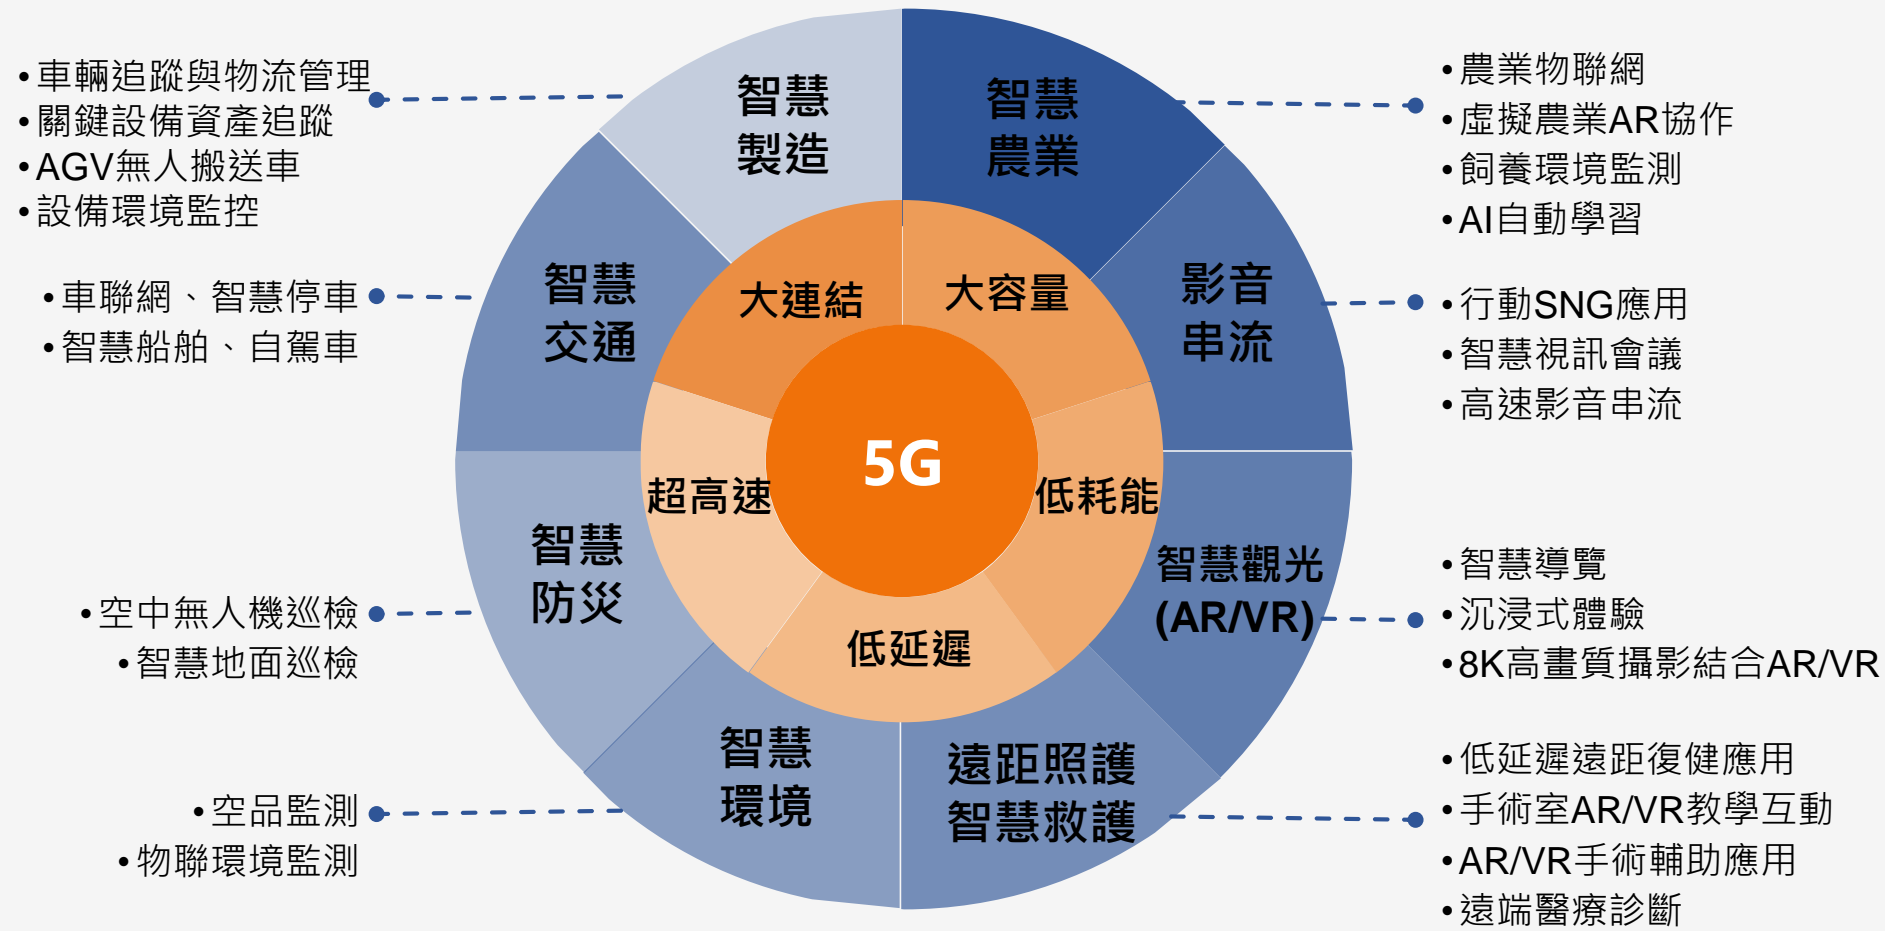 •車輛追蹤與物流管理
•關鍵設備資產追蹤
•AGV無人搬送車
•設備環境監控
•車聯網、智慧停車
•智慧船舶、自駕車
•空中無人機巡檢
•智慧地面巡檢
•空品監測
•物聯環境監測
智慧
製造
智慧
農業
智慧
交通
影音
串流
智慧
防災
智慧觀光
(AR/VR)
智慧
環境
遠距照護
智慧救護
大連結
大容量
超高速
低耗能
低延遲
5G
•農業物聯網
•虛擬農業AR協作
•飼養環境監測
•AI自動學習
•行動SNG應用
•智慧視訊會議
•高速影音串流
•智慧導覽
•沉浸式體驗
•8K高畫質攝影結合AR/VR
•低延遲遠距復健應用
•手術室AR/VR教學互動
•AR/VR手術輔助應用
•遠端醫療診斷